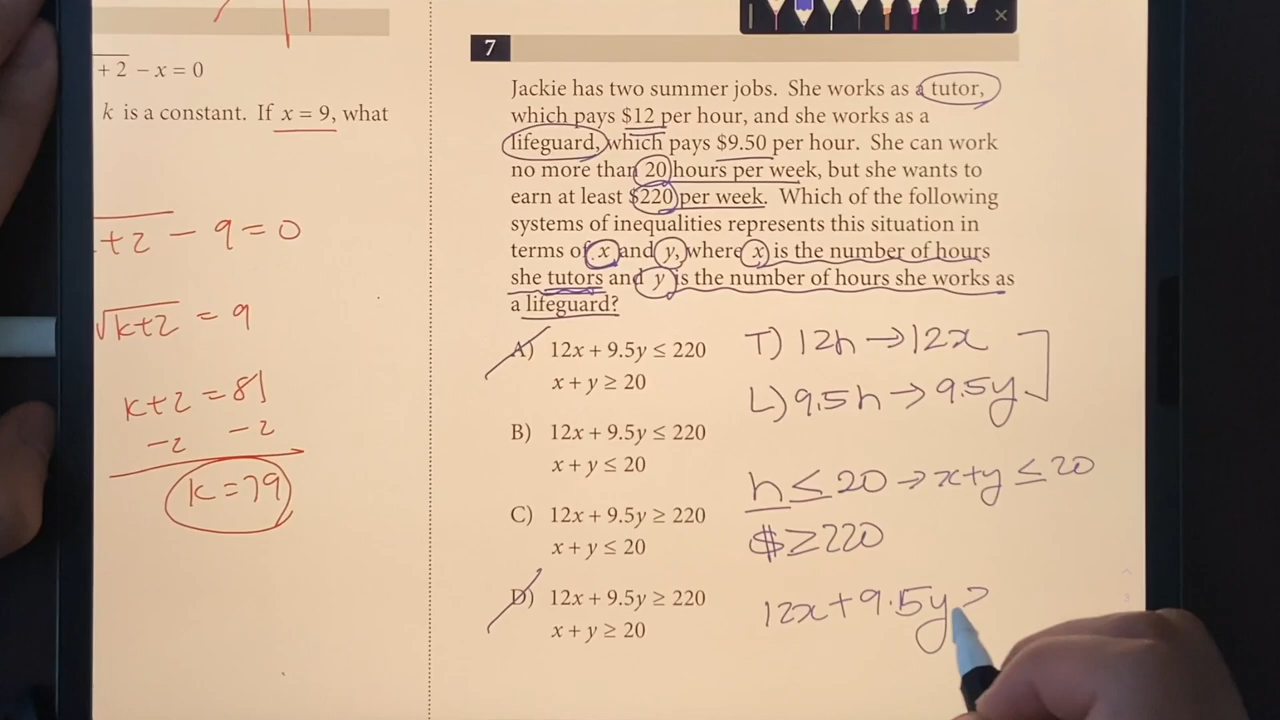 + 2 − x = 0
k is a constant. If x = 9, what
+2 − 9 = 0
√k+2 = 9
k+2 = 81
−2 −2
k = 79
7
Jackie has two summer jobs. She works as a tutor,
which pays $12 per hour, and she works as a
lifeguard, which pays $9.50 per hour. She can work
no more than 20 hours per week, but she wants to
earn at least $220 per week. Which of the following
systems of inequalities represents this situation in
terms of x and y, where x is the number of hours
she tutors and y is the number of hours she works as
a lifeguard?
A) 12x + 9.5y ≤ 220
x + y ≥ 20
B) 12x + 9.5y ≤ 220
x + y ≤ 20
C) 12x + 9.5y ≥ 220
x + y ≤ 20
D) 12x + 9.5y ≥ 220
x + y ≥ 20
T) 12h → 12x
L) 9.5h → 9.5y
h ≤ 20 → x+y ≤ 20
$ ≥ 220
12x + 9.5y >